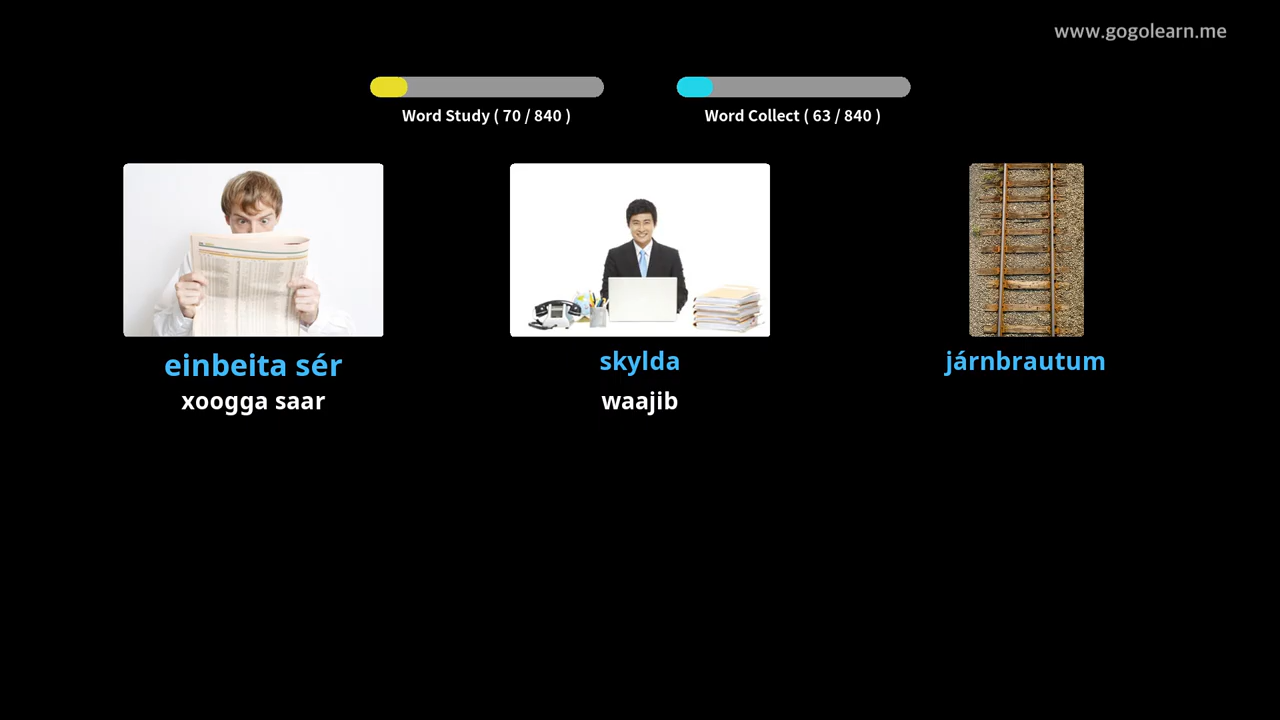 www.gogolearn.me
Word Study ( 70 / 840 )
Word Collect ( 63 / 840 )
einbeita sér
skylda
járnbrautum
xoogga saar
waajib